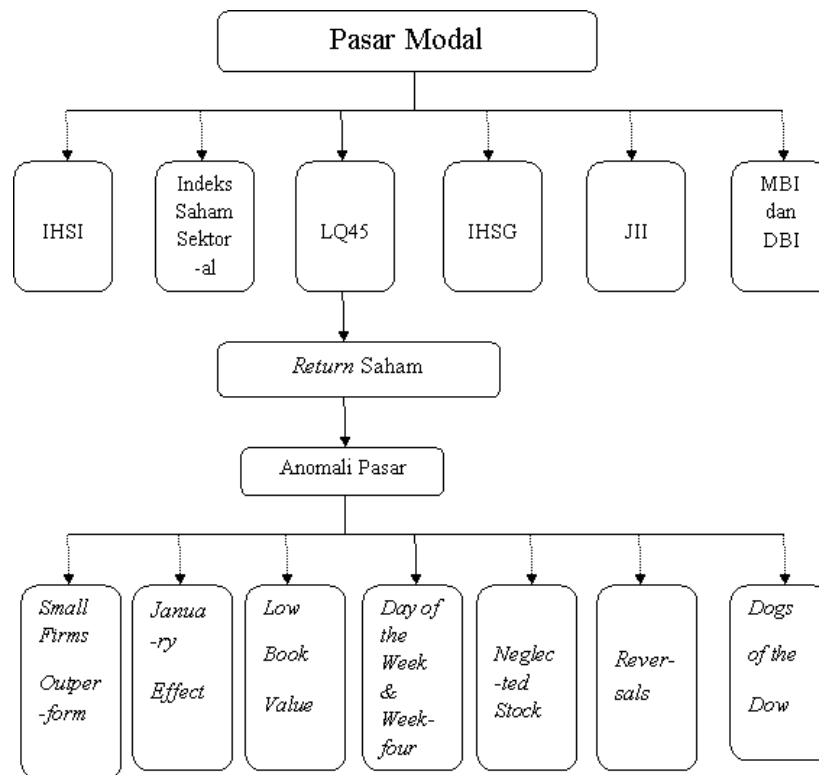 Pasar Modal
IHSI
Indeks
Saham
Sektor
-al
LQ45
IHSG
JII
MBI
dan
DBI
Return Saham
Anomali Pasar
Small
Firms
Outper
-form
Janua
-ry
Effect
Low
Book
Value
Day of
the
Week
&
Week-
four
Neglec
-ted
Stock
Rever-
sals
Dogs
of the
Dow